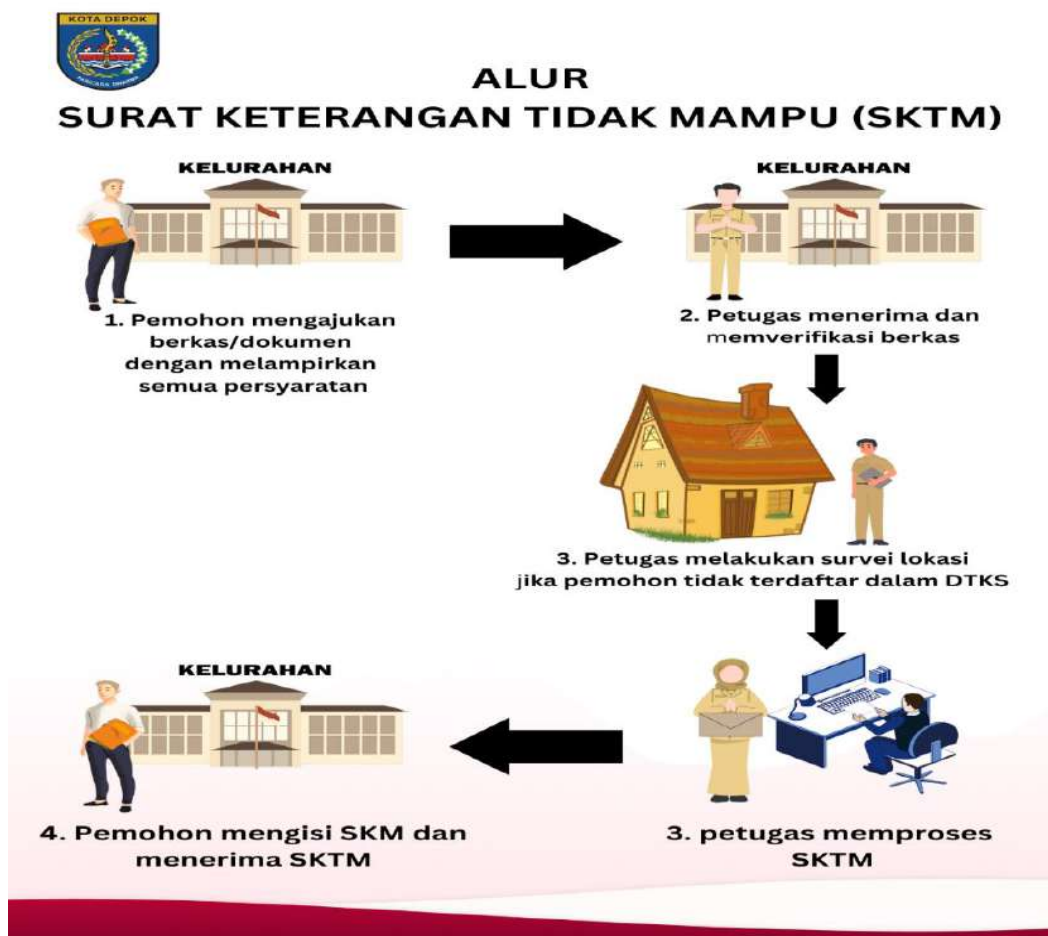 KOTA DEPOK
PARICARA DHARMA
ALUR
SURAT KETERANGAN TIDAK MAMPU (SKTM)
KELURAHAN
1. Pemohon mengajukan
berkas/dokumen
dengan melampirkan
semua persyaratan
KELURAHAN
2. Petugas menerima dan
memverifikasi berkas
3. Petugas melakukan survei lokasi
jika pemohon tidak terdaftar dalam DTKS
3. petugas memproses
SKTM
KELURAHAN
4. Pemohon mengisi SKM dan
menerima SKTM